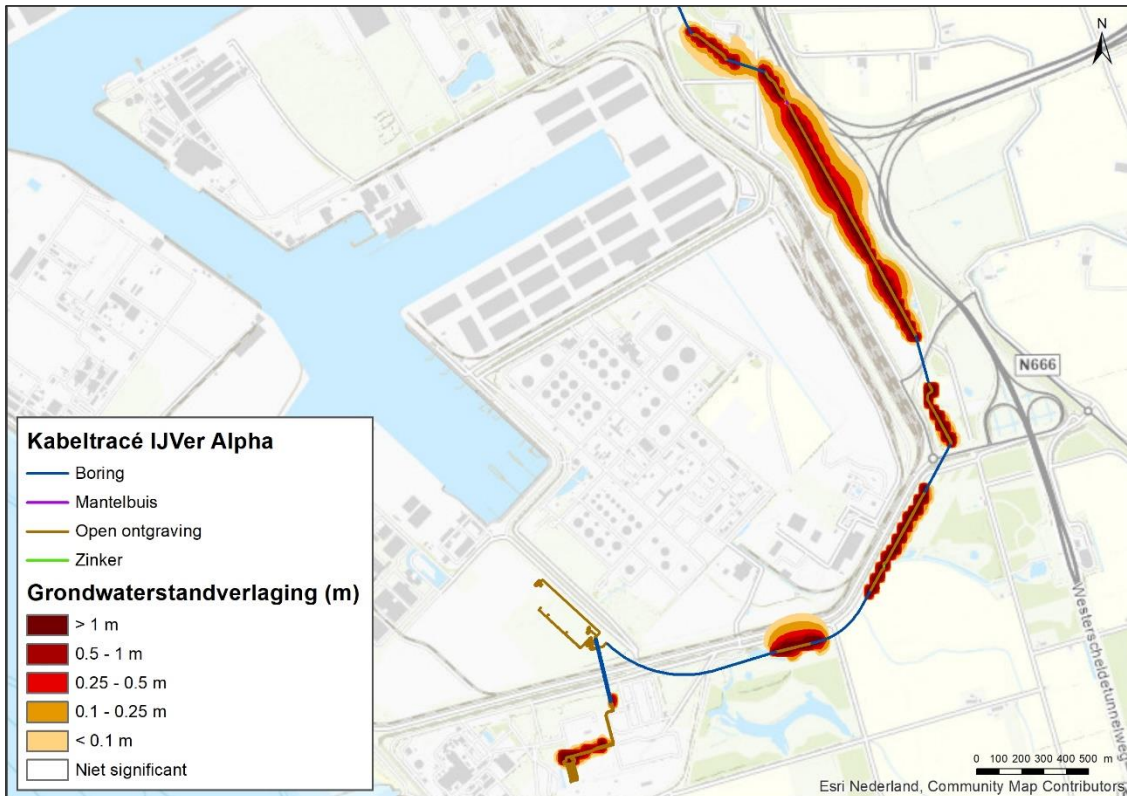 N
N666
Westerscheldetunnelweg
Kabeltracé IJVer Alpha
Boring
Mantelbuis
Open ontgraving
Zinker
Grondwaterstandverlaging (m)
> 1 m
0.5 - 1 m
0.25 - 0.5 m
0.1 - 0.25 m
< 0.1 m
Niet significant
0 100 200 300 400 500 m
Esri Nederland, Community Map Contributors